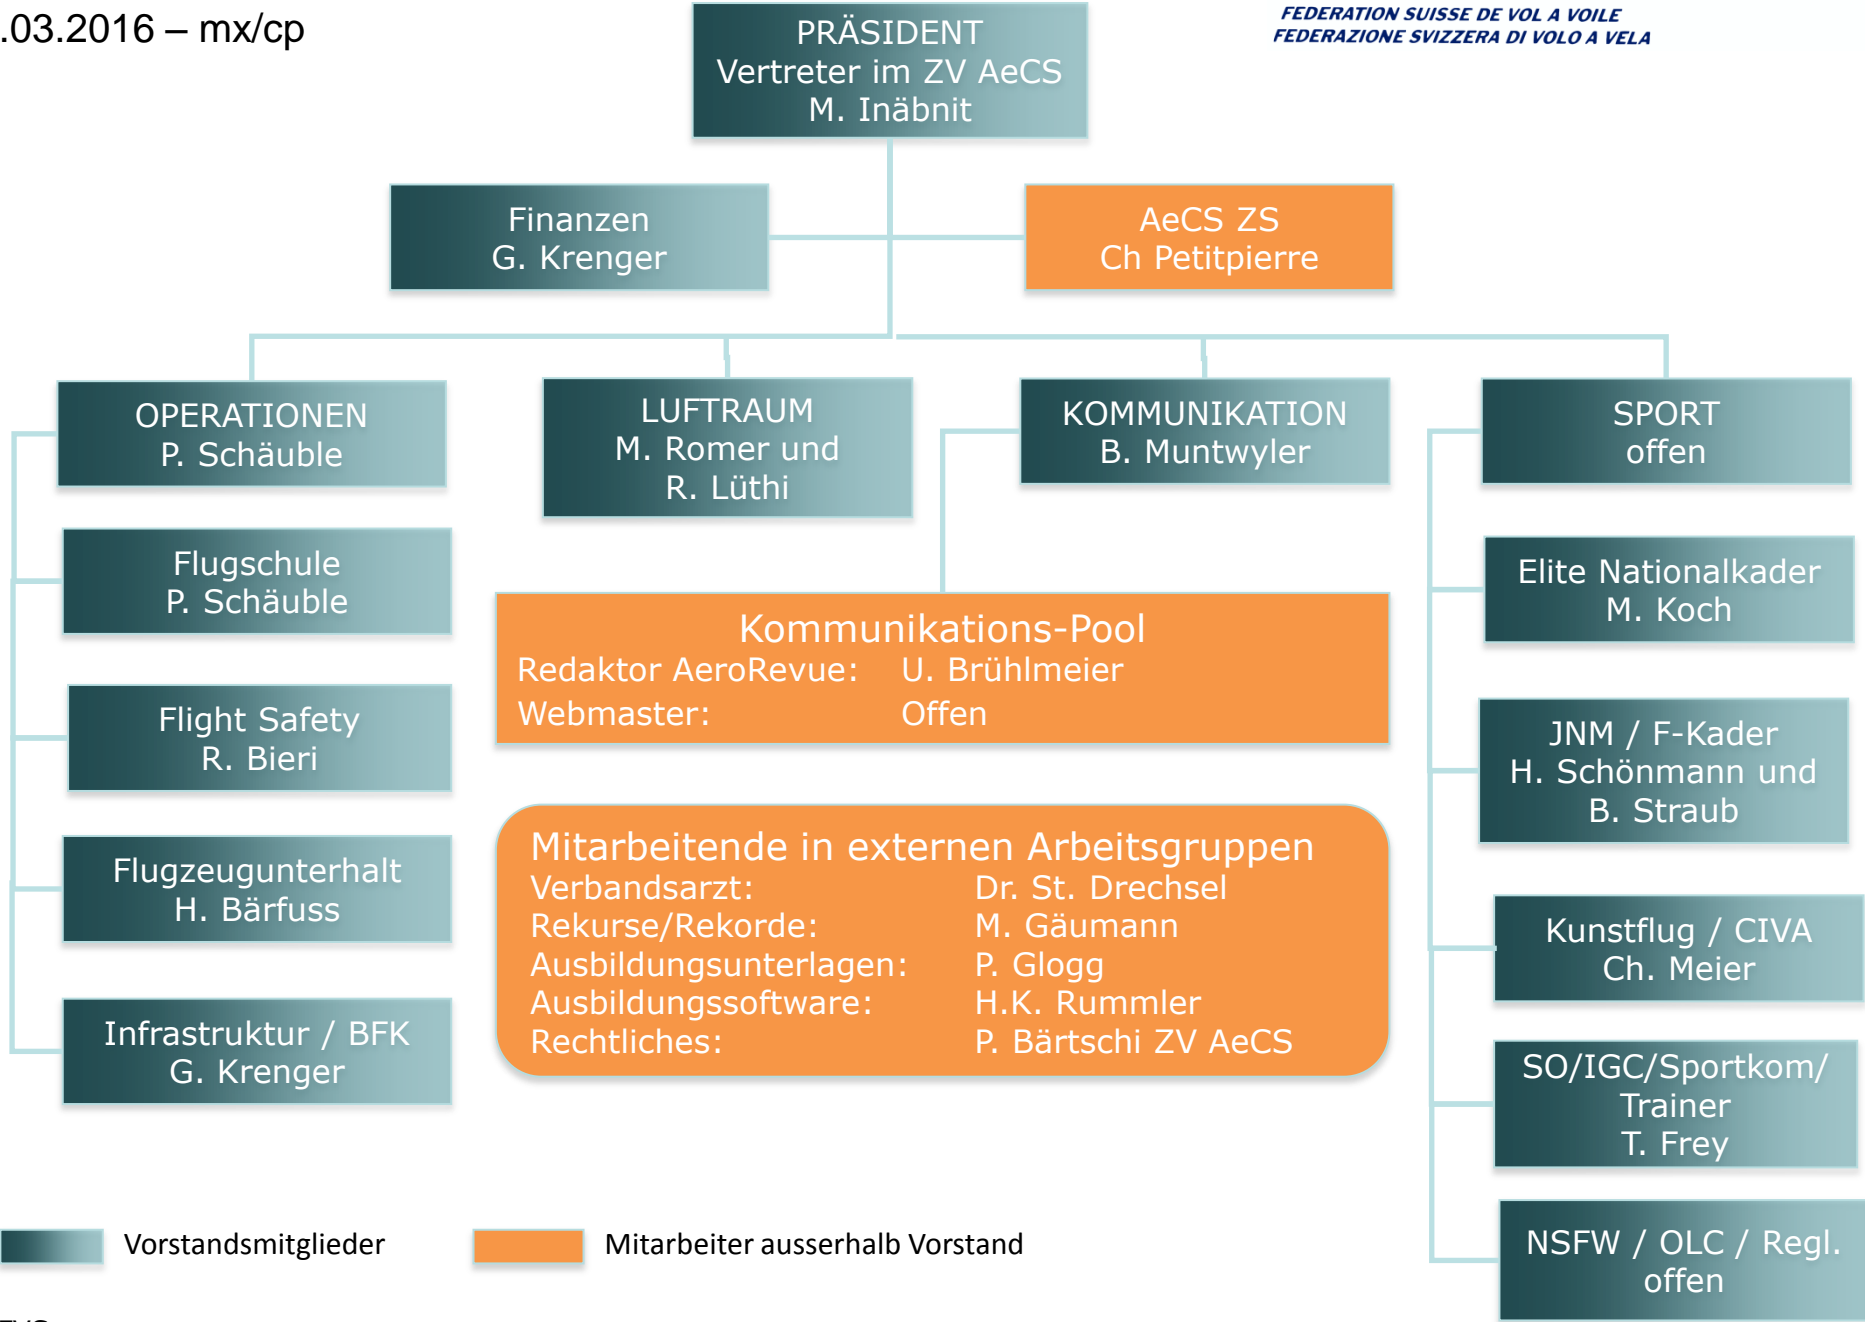 .03.2016 – mx/cp
FEDERATION SUISSE DE VOL A VOILE
FEDERAZIONE SVIZZERA DI VOLO A VELA
PRÄSIDENT
Vertreter im ZV AeCS
M. Inäbnit
Finanzen
G. Krenger
AeCS ZS
Ch Petitpierre
OPERATIONEN
P. Schäuble
LUFTRAUM
M. Romer und
R. Lüthi
KOMMUNIKATION
B. Muntwyler
SPORT
offen
Flugschule
P. Schäuble
Flight Safety
R. Bieri
Flugzeugunterhalt
H. Bärfuss
Infrastruktur / BFK
G. Krenger
Kommunikations-Pool
Redaktor AeroRevue: U. Brühlmeier
Webmaster: Offen
Mitarbeitende in externen Arbeitsgruppen
Verbandsarzt: Dr. St. Drechsel
Rekurse/Rekorde: M. Gäumann
Ausbildungsunterlagen: P. Glogg
Ausbildungssoftware: H.K. Rummler
Rechtliches: P. Bärtschi ZV AeCS
Elite Nationalkader
M. Koch
JNM / F-Kader
H. Schönmann und
B. Straub
Kunstflug / CIVA
Ch. Meier
SO/IGC/Sportkom/
Trainer
T. Frey
NSFW / OLC / Regl.
offen
Vorstandsmitglieder
Mitarbeiter ausserhalb Vorstand